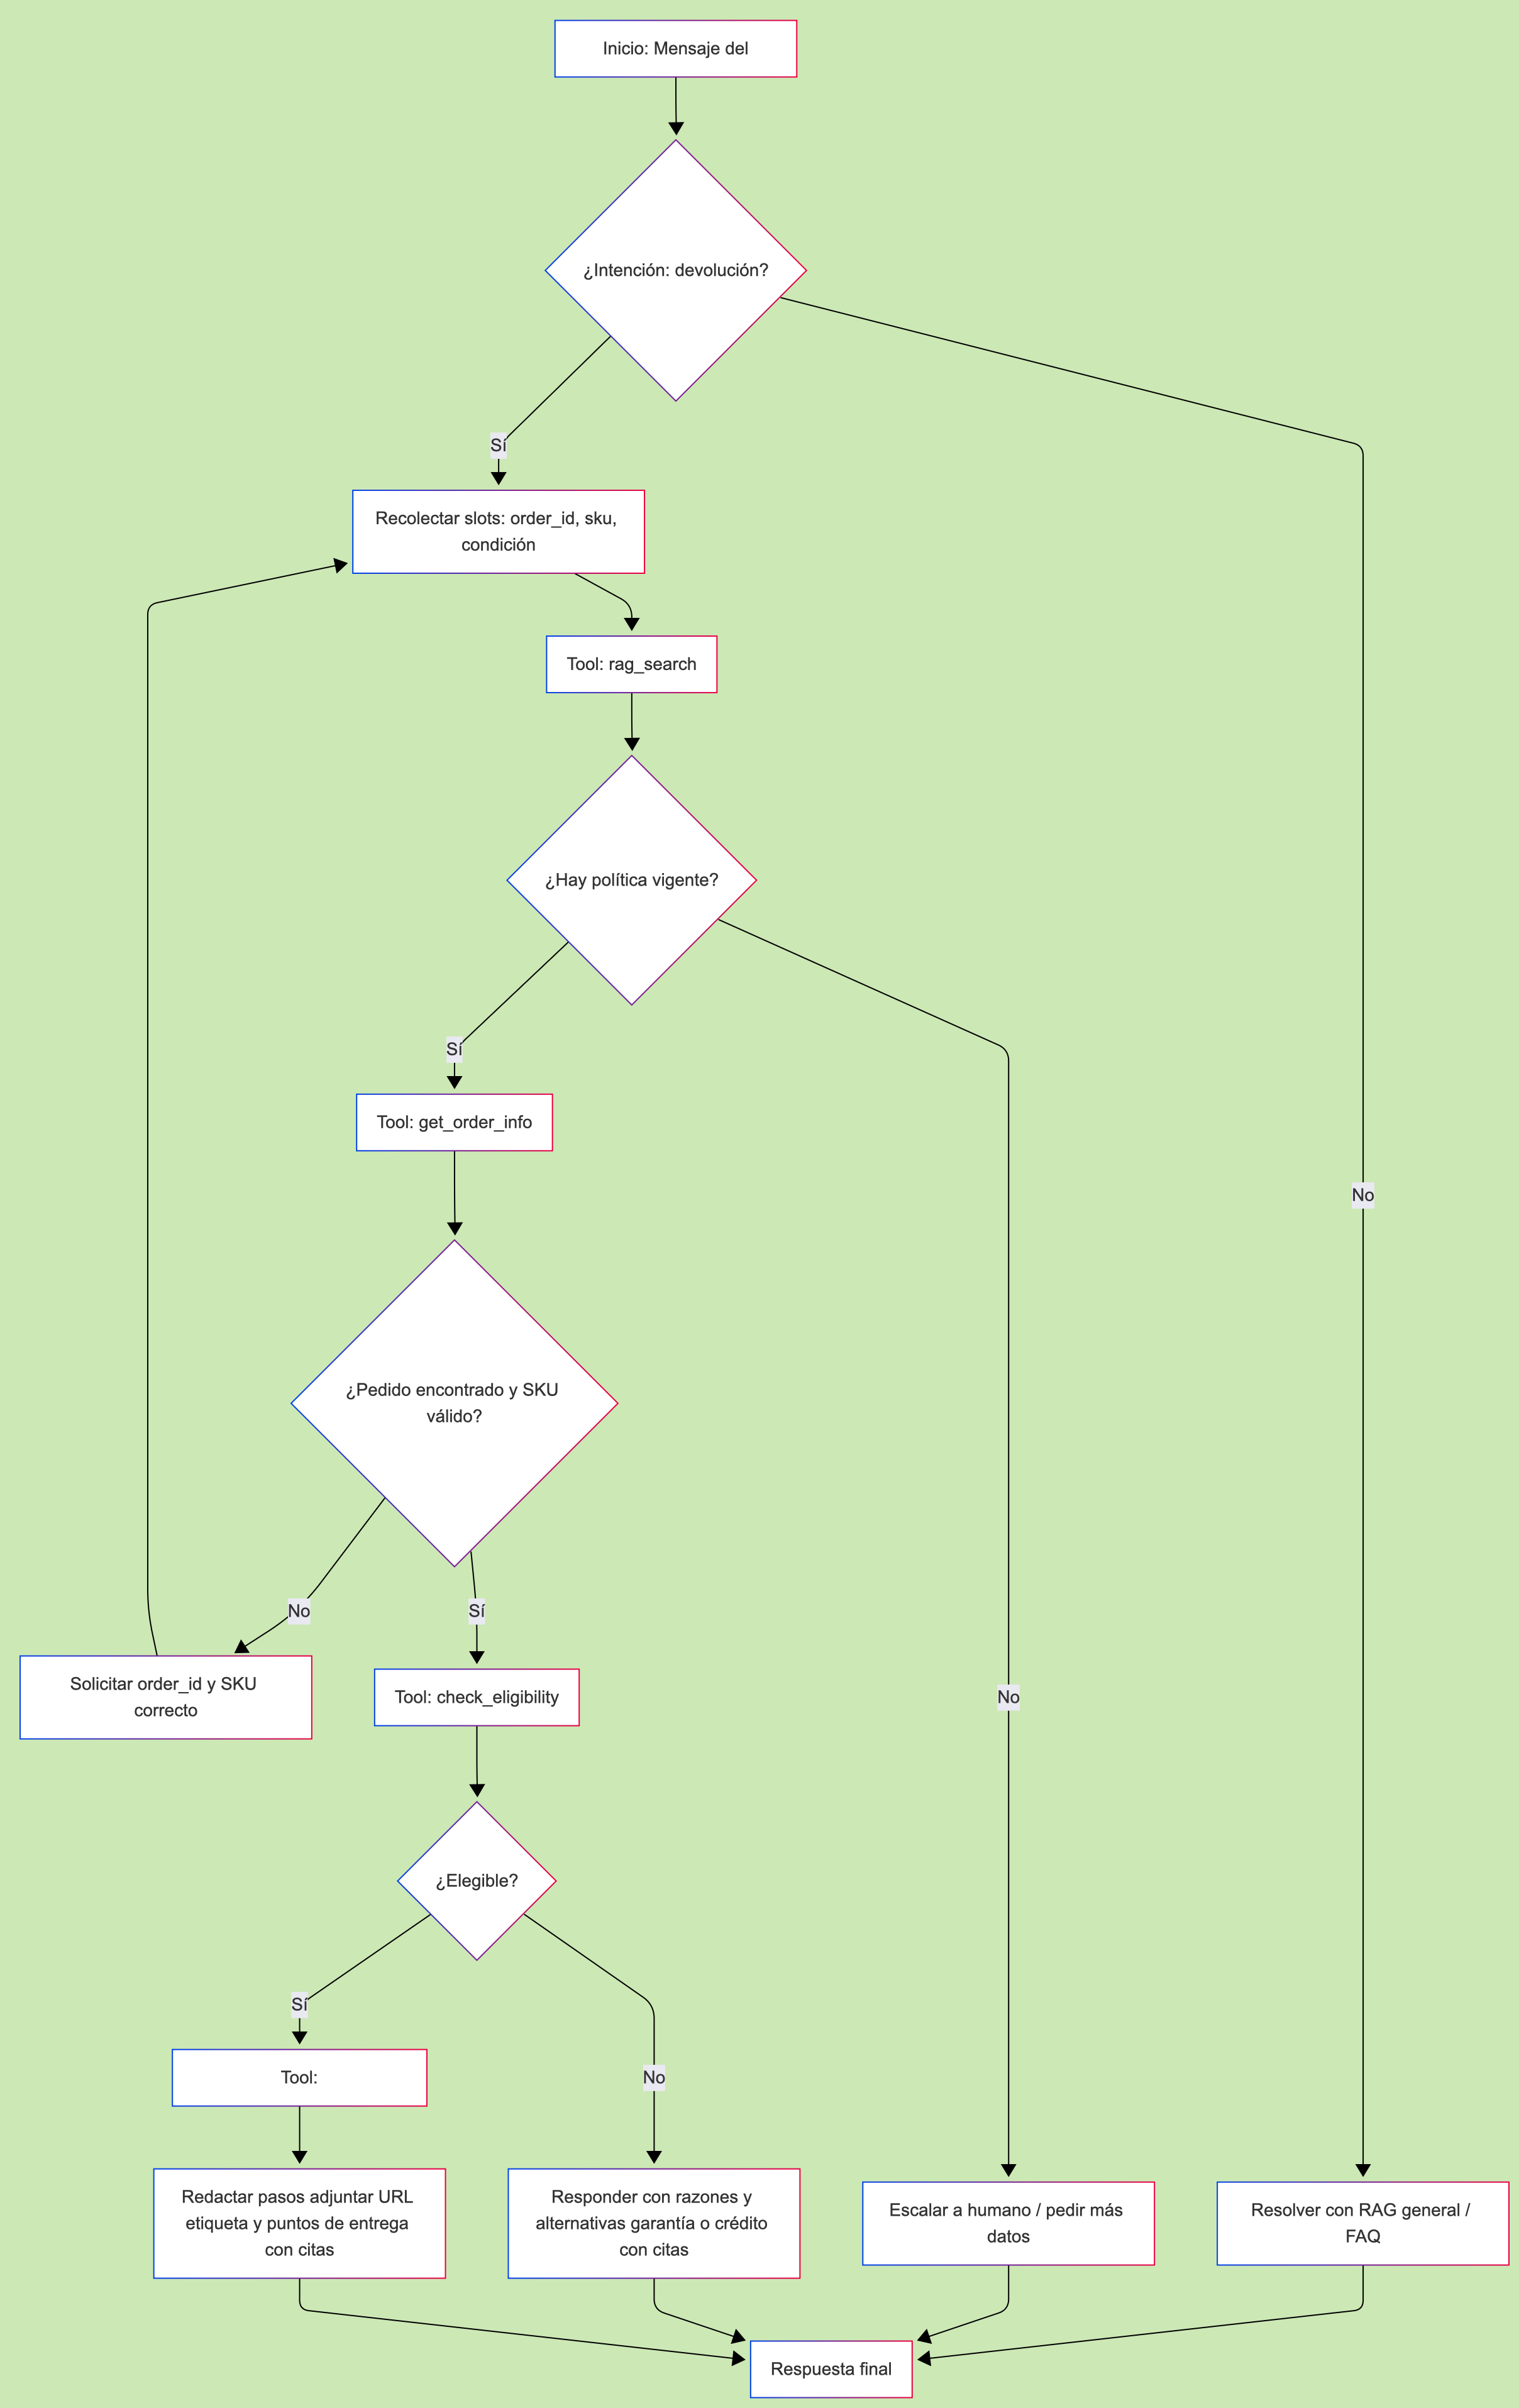 Inicio: Mensaje del
¿Intención: devolución?
Sí
Recolectar slots: order_id, sku,
condición
Tool: rag_search
¿Hay política vigente?
Sí
Tool: get_order_info
No
¿Pedido encontrado y SKU
válido?
No
Sí
Solicitar order_id y SKU
correcto
Tool: check_eligibility
No
¿Elegible?
Sí
Tool:
No
Redactar pasos adjuntar URL
etiqueta y puntos de entrega
con citas
Responder con razones y
alternativas garantía o crédito
con citas
Escalar a humano / pedir más
datos
Resolver con RAG general /
FAQ
Respuesta final